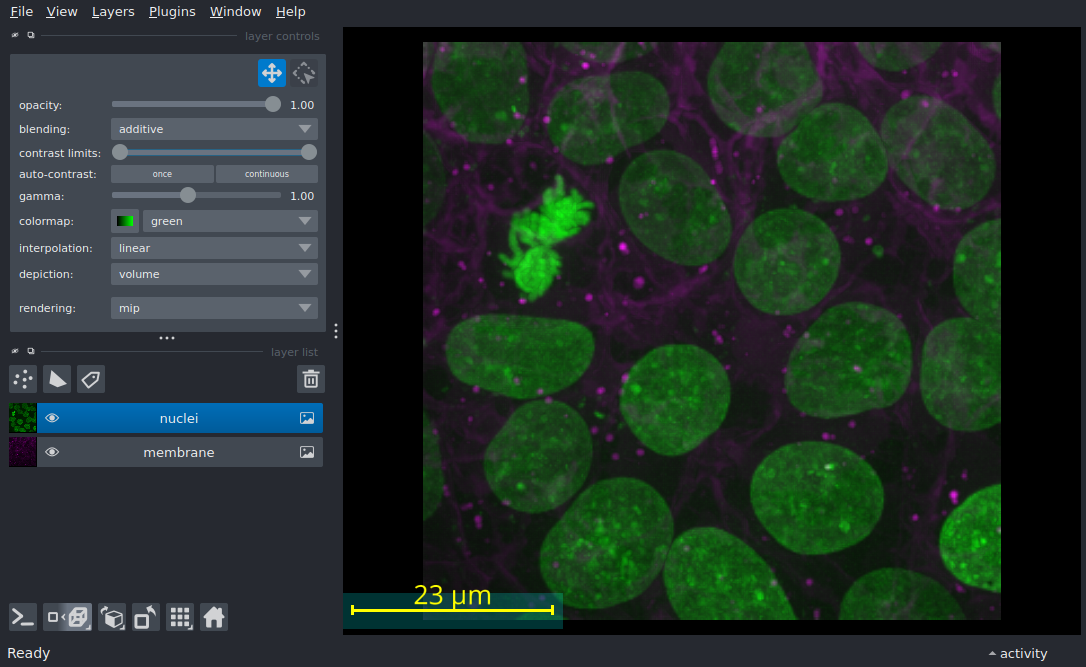 File View Layers Plugins Window Help
layer controls
opacity: 1.00
blending: additive
contrast limits:
auto-contrast: once continuous
gamma: 1.00
colormap: green
interpolation: linear
depiction: volume
rendering: mip
layer list
nuclei
membrane
23 µm
Ready activity